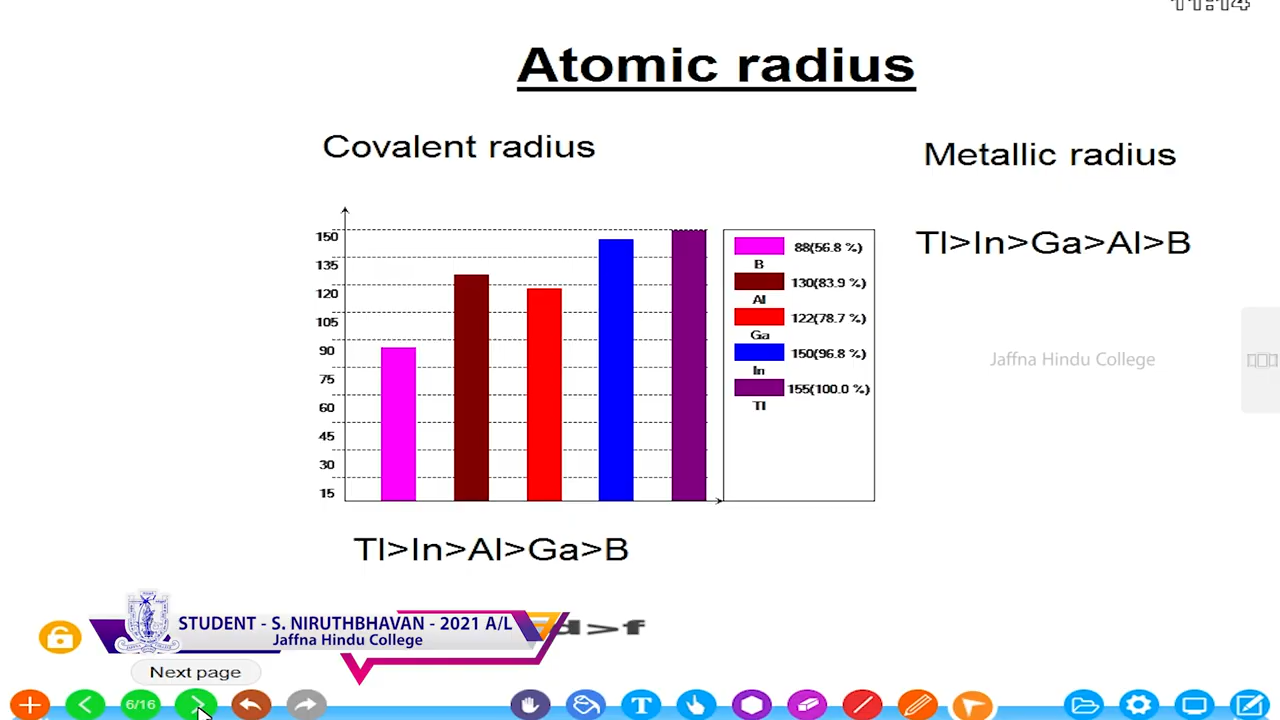 11:14
Atomic radius
Covalent radius
Metallic radius
Tl>In>Ga>Al>B
150
135
120
105
90
75
60
45
30
15
88(56.8 %)
B
130(83.9 %)
Al
122(78.7 %)
Ga
150(96.8 %)
In
155(100.0 %)
Tl
Jaffna Hindu College
Tl>In>Al>Ga>B
d>f
STUDENT - S. NIRUTHBHAVAN - 2021 A/L
Jaffna Hindu College
Next page
6/16
T